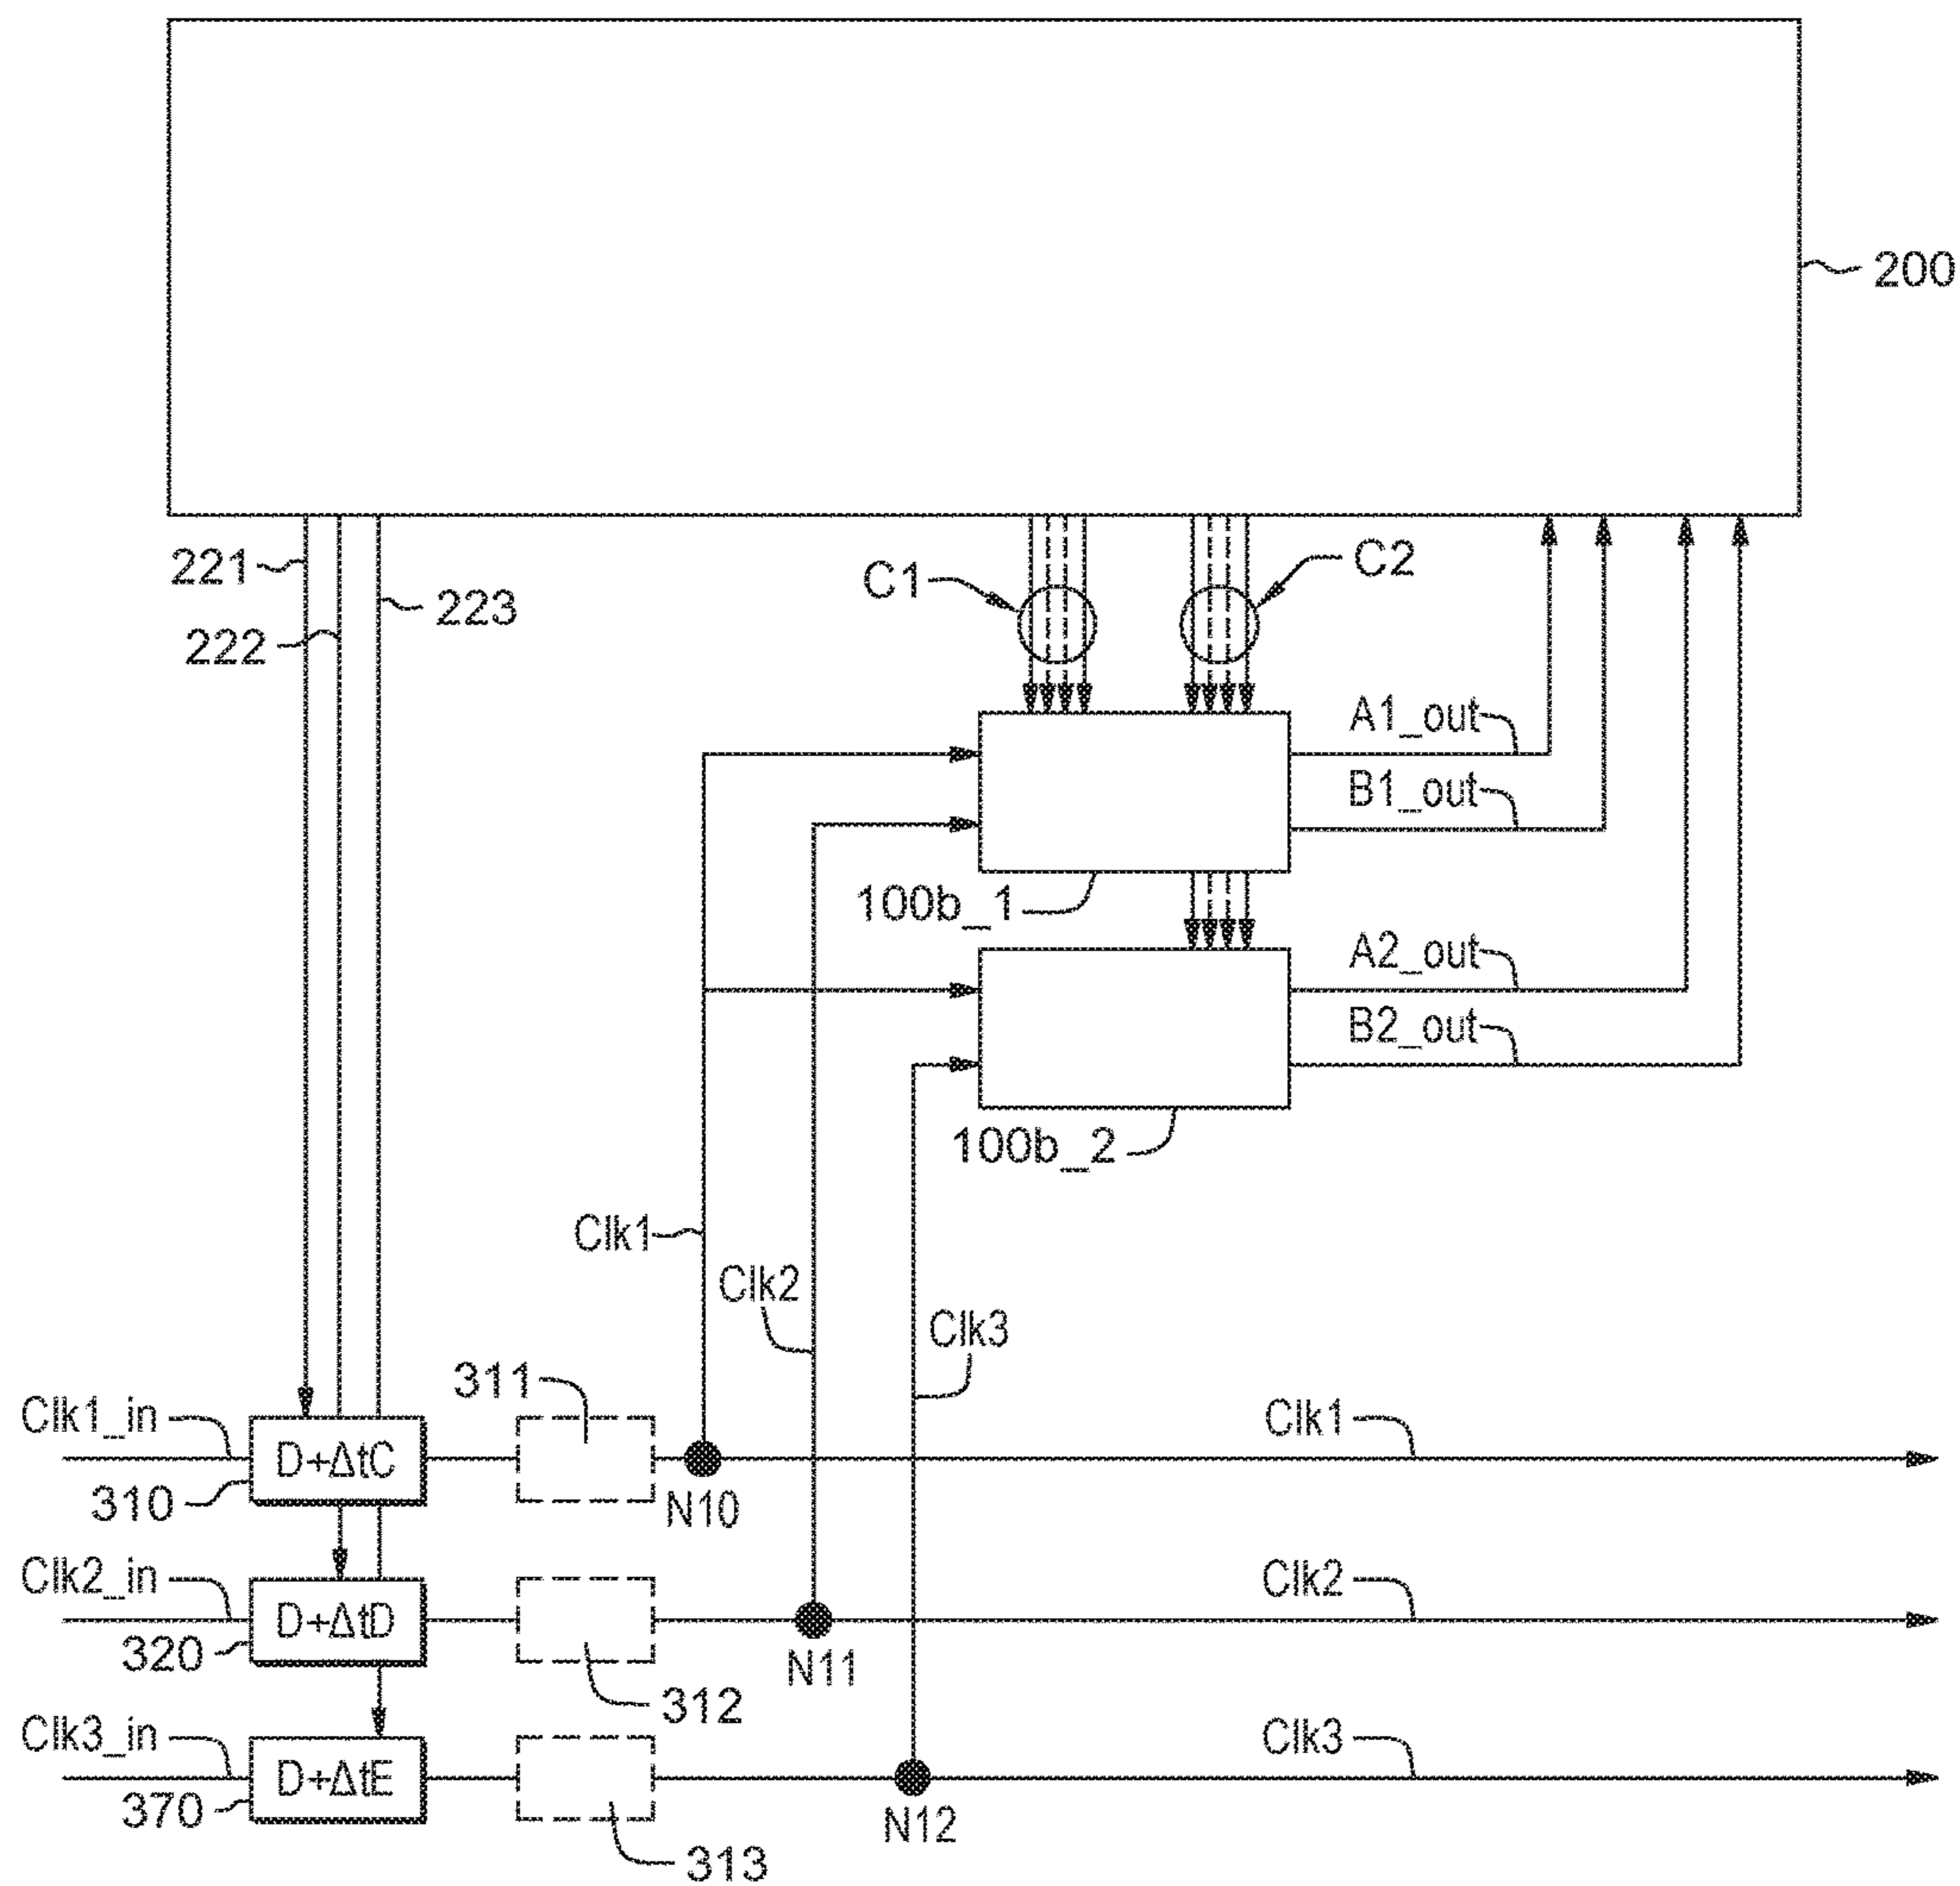 200
221
222
223
C1
C2
A1_out
B1_out
100b_1
A2_out
B2_out
100b_2
Clk1
Clk2
Clk3
311
Clk1_in
D+ΔtC
310
N10
Clk1
Clk2_in
D+ΔtD
320
312
N11
Clk2
Clk3_in
D+ΔtE
370
313
N12
Clk3